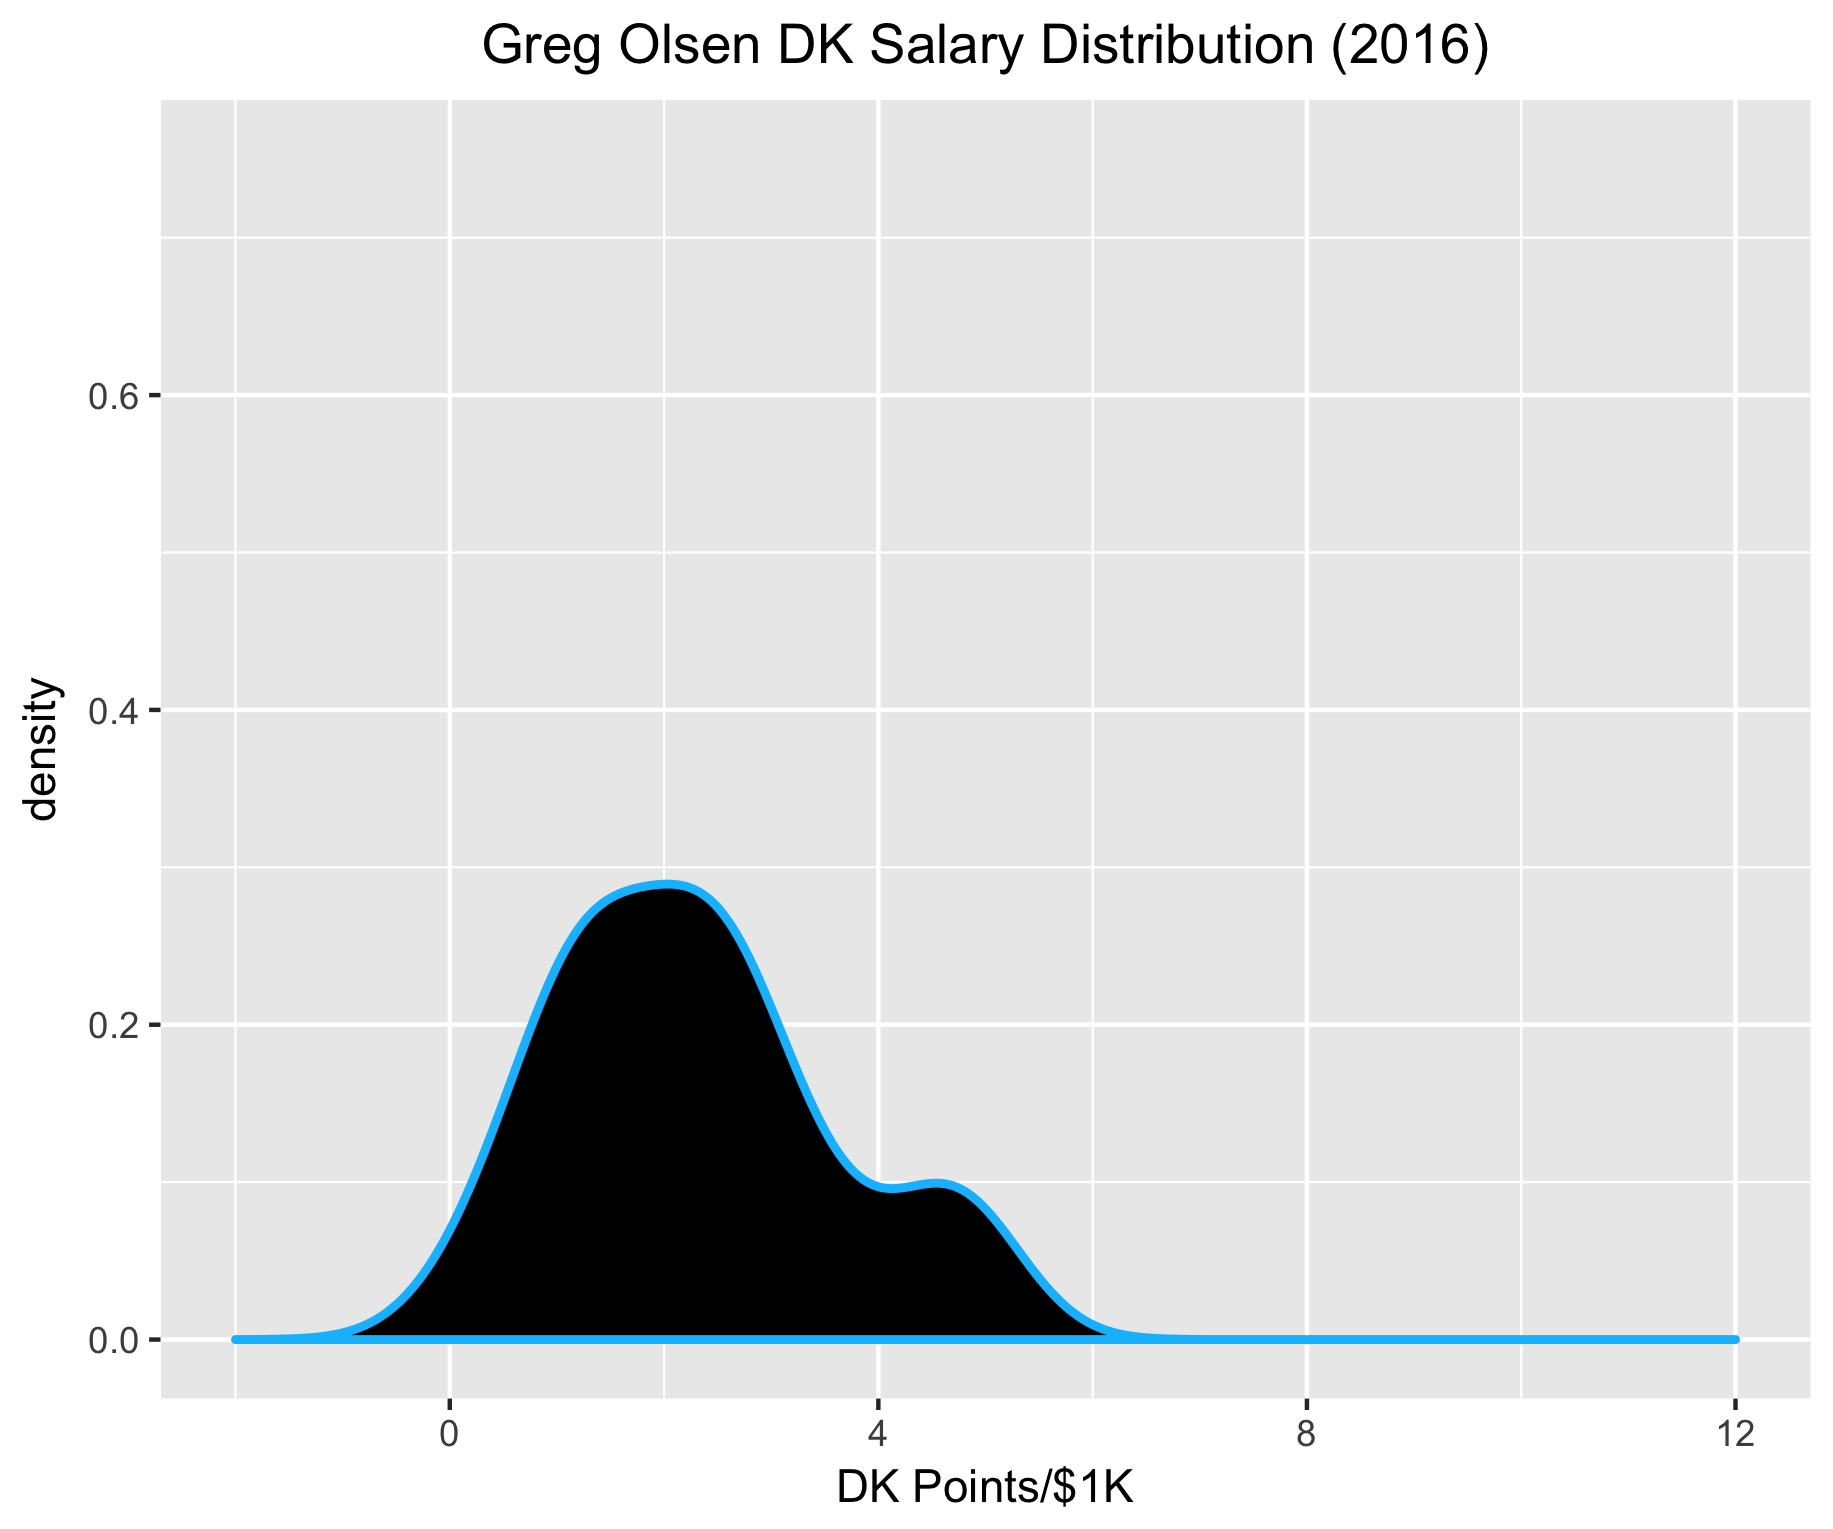 Greg Olsen DK Salary Distribution (2016)
density
0.6
0.4
0.2
0.0
0 4 8 12
DK Points/$1K